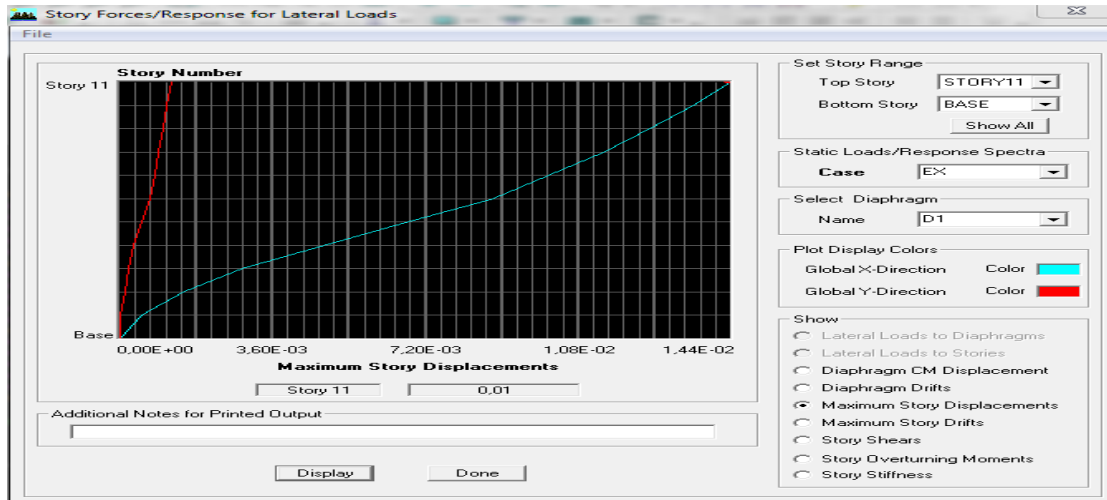 Story Forces/Response for Lateral Loads
File
Story Number
Story 11
Base
0,00E+00 3,60E-03 7,20E-03 1,08E-02 1,44E-02
Maximum Story Displacements
Story 11 0,01
Additional Notes for Printed Output
Display Done
Set Story Range
Top Story STORY11
Bottom Story BASE
Show All
Static Loads/Response Spectra
Case EX
Select Diaphragm
Name D1
Plot Display Colors
Global X-Direction Color
Global Y-Direction Color
Show
Lateral Loads to Diaphragms
Lateral Loads to Stories
Diaphragm CM Displacement
Diaphragm Drifts
Maximum Story Displacements
Maximum Story Drifts
Story Shears
Story Overturning Moments
Story Stiffness